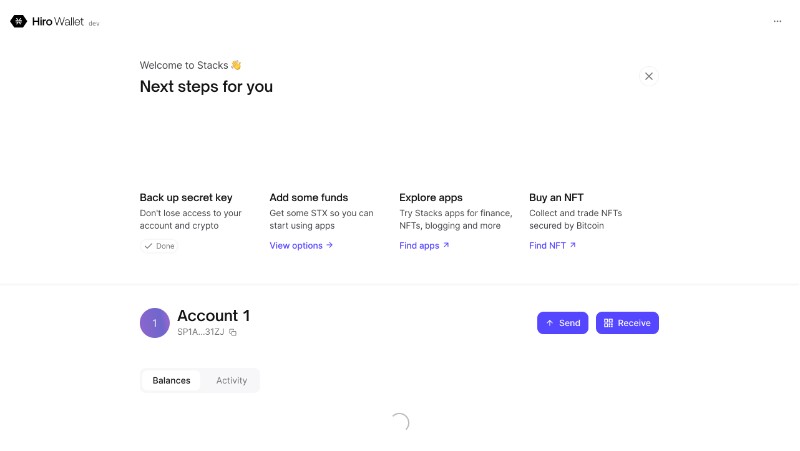 Hiro Wallet dev
Welcome to Stacks 👋
Next steps for you
Back up secret key
Don't lose access to your
account and crypto
Done
Add some funds
Get some STX so you can
start using apps
View options →
Explore apps
Try Stacks apps for finance,
NFTs, blogging and more
Find apps ↗
Buy an NFT
Collect and trade NFTs
secured by Bitcoin
Find NFT ↗
1
Account 1
SP1A...31ZJ
Send
Receive
Balances
Activity